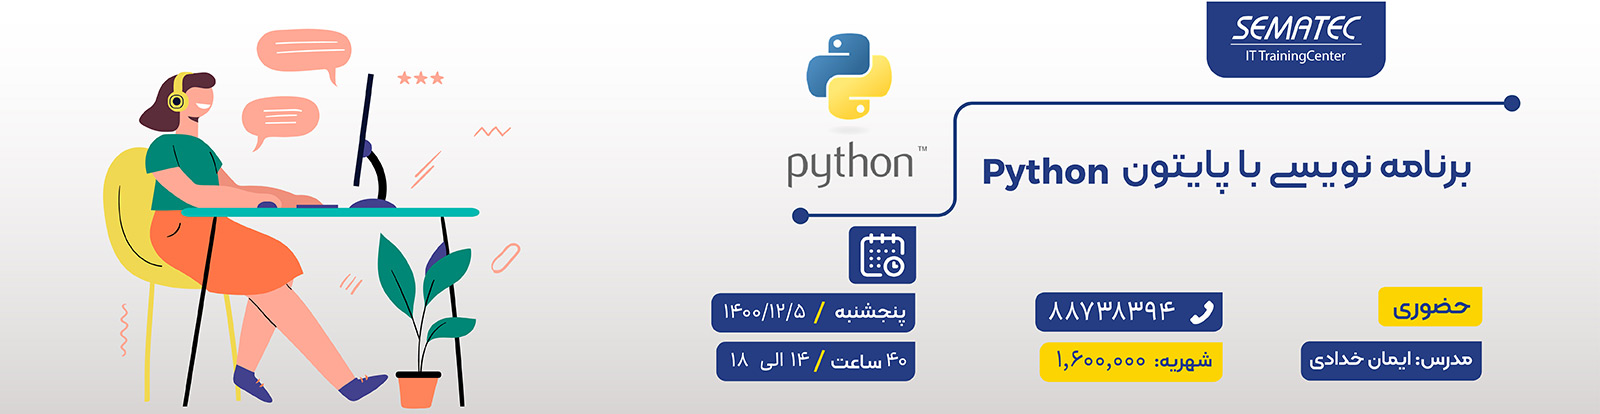 SEMATEC
IT TrainingCenter
python™
برنامه نویسی با پایتون Python
حضوری
مدرس: ایمان خدادی
۸۸۷۳۸۳۹۴
شهریه: ۱,۶۰۰,۰۰۰
پنجشنبه / ۱۴۰۰/۱۲/۵
۴۰ ساعت / ۱۴ الی ۱۸